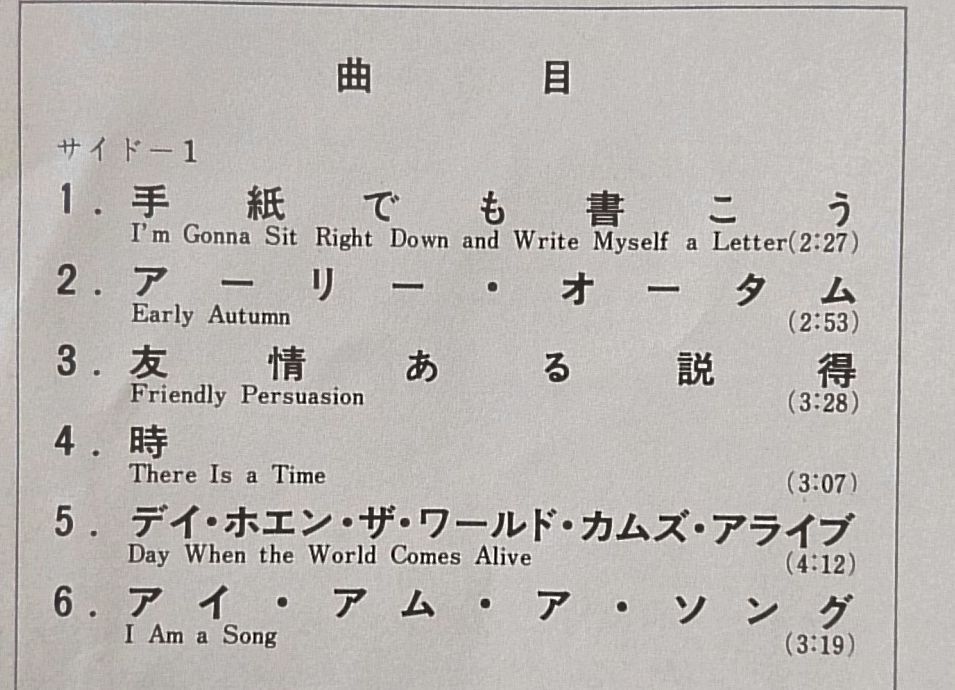 曲目
サイド－1
1. 手紙でも書こう
I'm Gonna Sit Right Down and Write Myself a Letter(2:27)
2. アーリー・オータム
Early Autumn (2:53)
3. 友情ある説得
Friendly Persuasion (3:28)
4. 時
There Is a Time (3:07)
5. デイ・ホエン・ザ・ワールド・カムズ・アライブ
Day When the World Comes Alive (4:12)
6. アイ・アム・ア・ソング
I Am a Song (3:19)